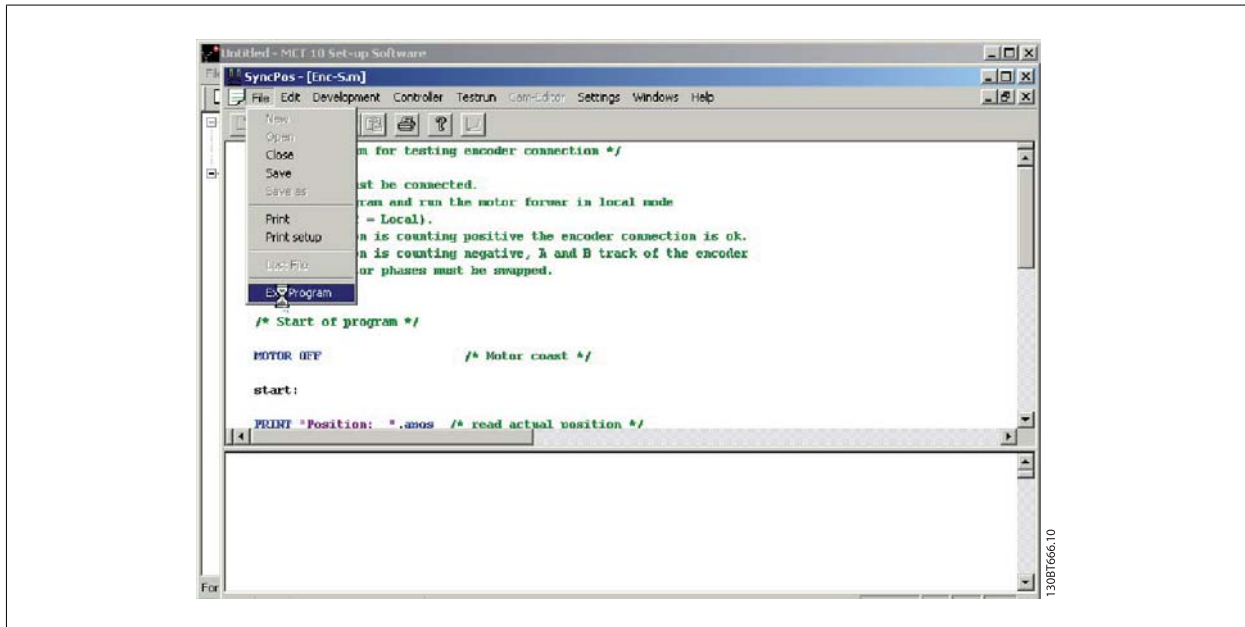 Untitled - MCT 10 Set-up Software
SyncPos - [Enc-S.m]
File Edit Development Controller Testrun Cam-Editor Settings Windows Help
New
Open
Close
Save
Save as
Print
Print setup
Last File
Program
m for testing encoder connection */
st be connected.
ram and run the motor forwar in local mode
= Local).
n is counting positive the encoder connection is ok.
n is counting negative, A and B track of the encoder
or phases must be swapped.
/* Start of program */
MOTOR OFF /* Motor coast */
start:
PRINT "Position: ",apos /* read actual position */
For
130BT666.10